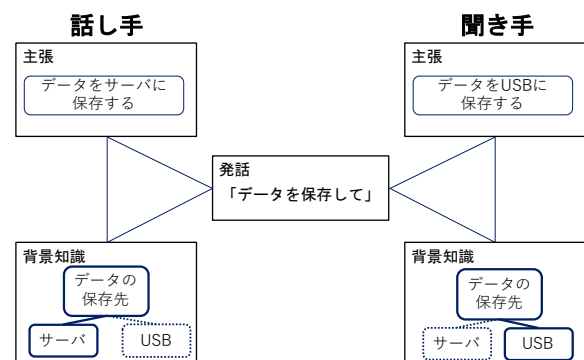 話し手
主張
データをサーバに
保存する
背景知識
データの
保存先
サーバ
USB
発話
「データを保存して」
聞き手
主張
データをUSBに
保存する
背景知識
データの
保存先
サーバ
USB